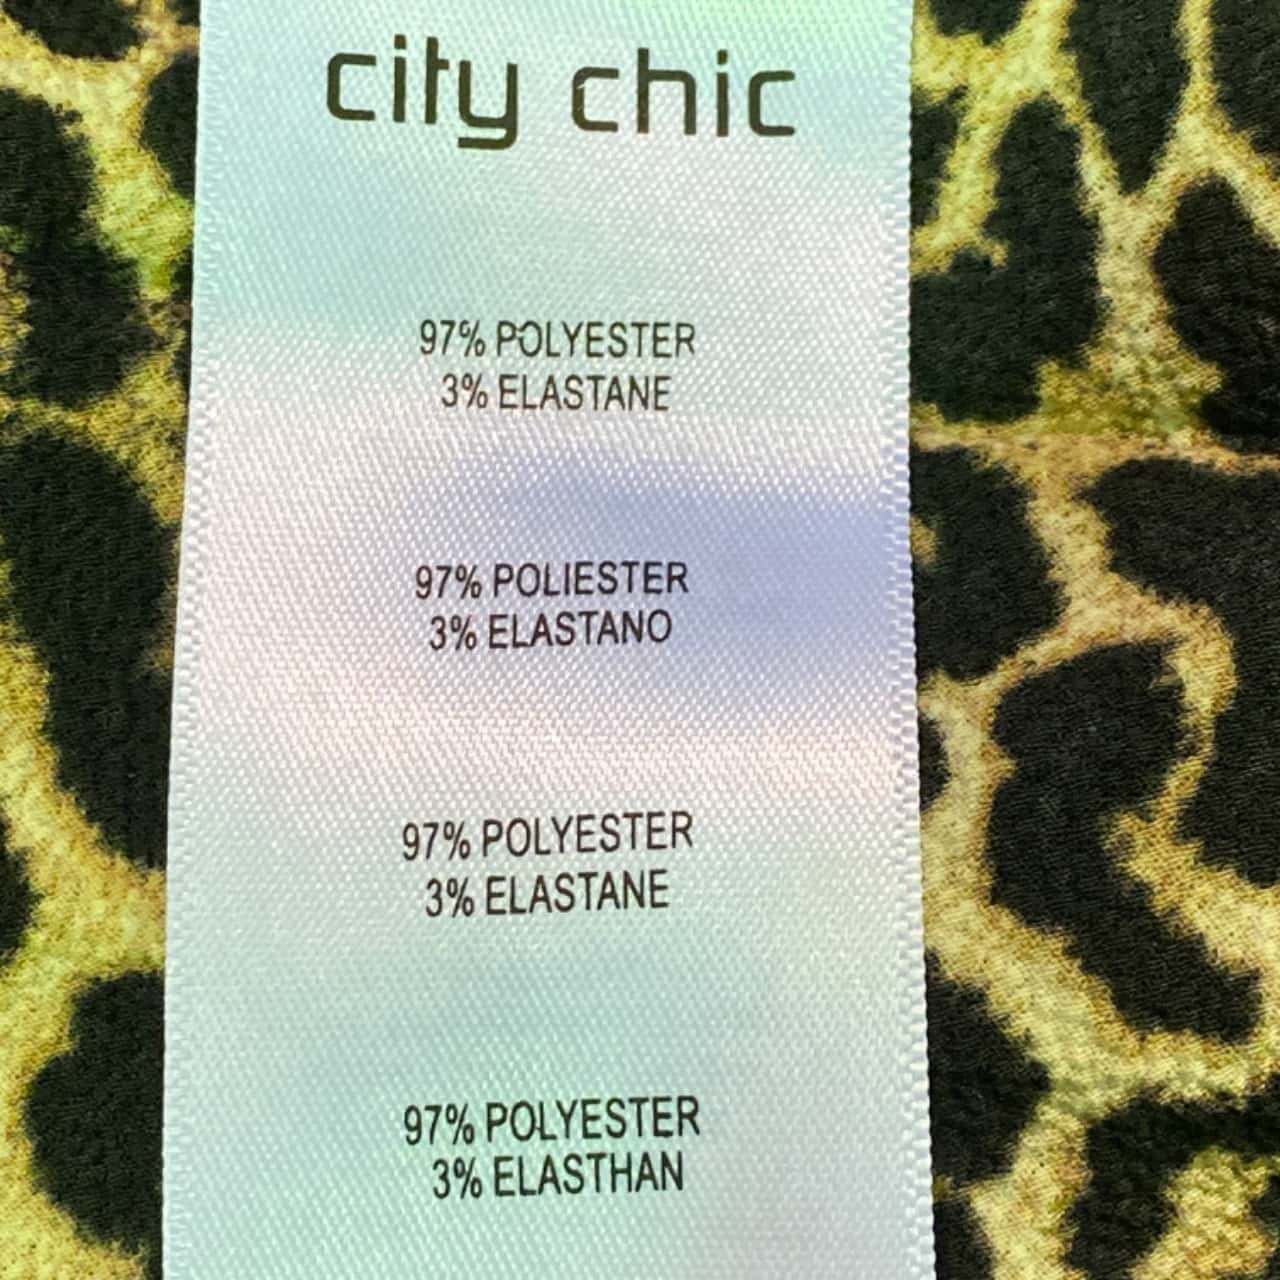 city chic
97% POLYESTER
3% ELASTANE
97% POLIESTER
3% ELASTANO
97% POLYESTER
3% ELASTANE
97% POLYESTER
3% ELASTHAN